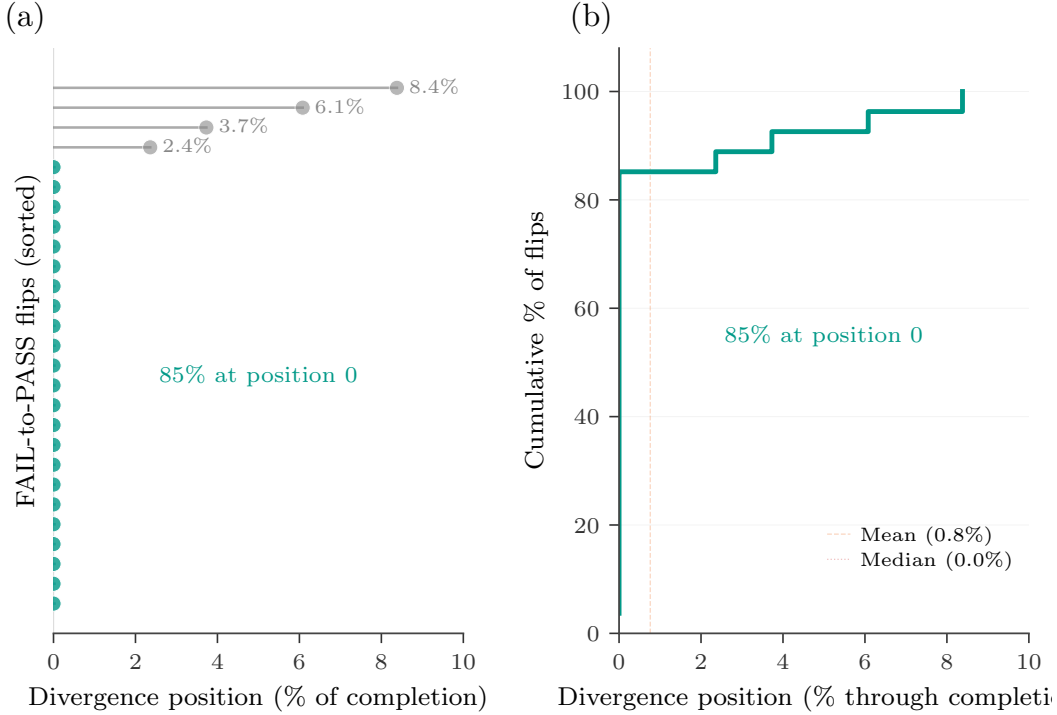 (a)
FAIL-to-PASS flips (sorted)
8.4%
6.1%
3.7%
2.4%
85% at position 0
0 2 4 6 8 10
Divergence position (% of completion)
(b)
Cumulative % of flips
100
80
60
40
20
0
85% at position 0
Mean (0.8%)
Median (0.0%)
0 2 4 6 8 10
Divergence position (% through completi